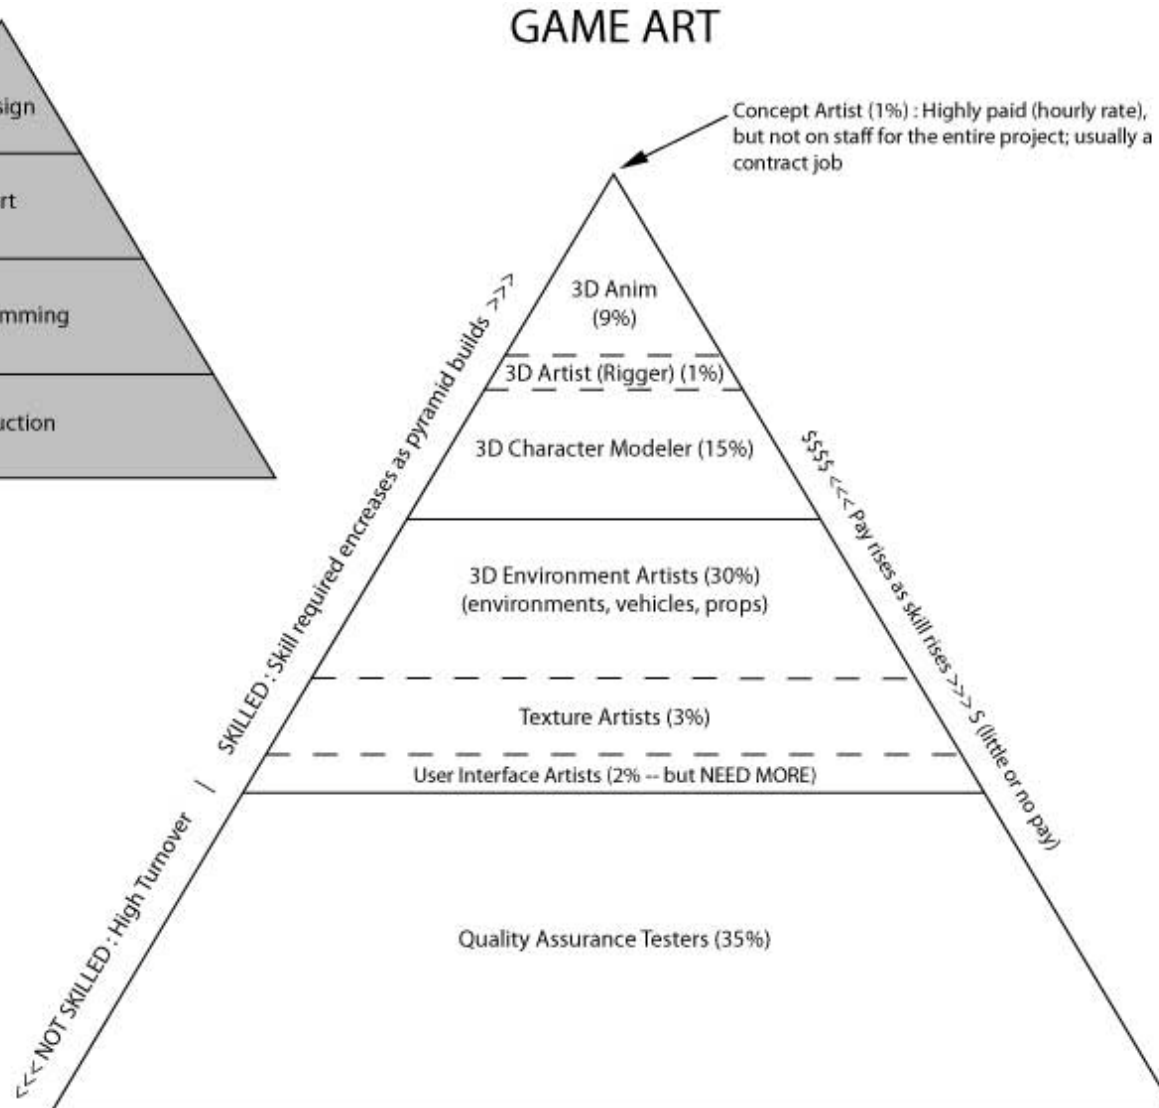 GAME ART
sign
rt
mming
uction
Concept Artist (1%) : Highly paid (hourly rate),
but not on staff for the entire project; usually a
contract job
3D Anim
(9%)
3D Artist (Rigger) (1%)
3D Character Modeler (15%)
3D Environment Artists (30%)
(environments, vehicles, props)
Texture Artists (3%)
User Interface Artists (2% -- but NEED MORE)
Quality Assurance Testers (35%)
<<< NOT SKILLED : High Turnover | SKILLED : Skill required encreases as pyramid builds >>>
$$$$ <<< Pay rises as skill rises >>> S (little or no pay)